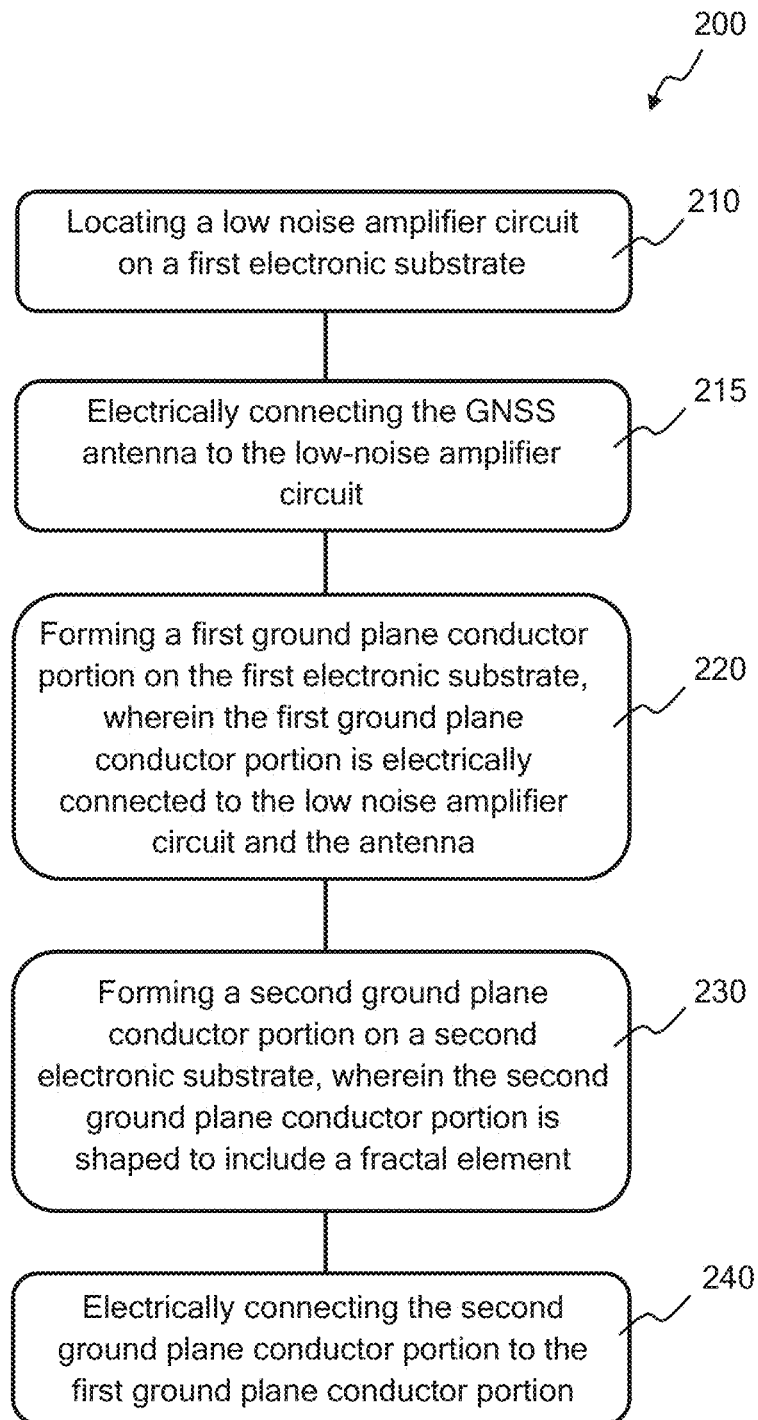 200
Locating a low noise amplifier circuit
on a first electronic substrate
210
Electrically connecting the GNSS
antenna to the low-noise amplifier
circuit
215
Forming a first ground plane conductor
portion on the first electronic substrate,
wherein the first ground plane
conductor portion is electrically
connected to the low noise amplifier
circuit and the antenna
220
Forming a second ground plane
conductor portion on a second
electronic substrate, wherein the second
ground plane conductor portion is
shaped to include a fractal element
230
Electrically connecting the second
ground plane conductor portion to the
first ground plane conductor portion
240